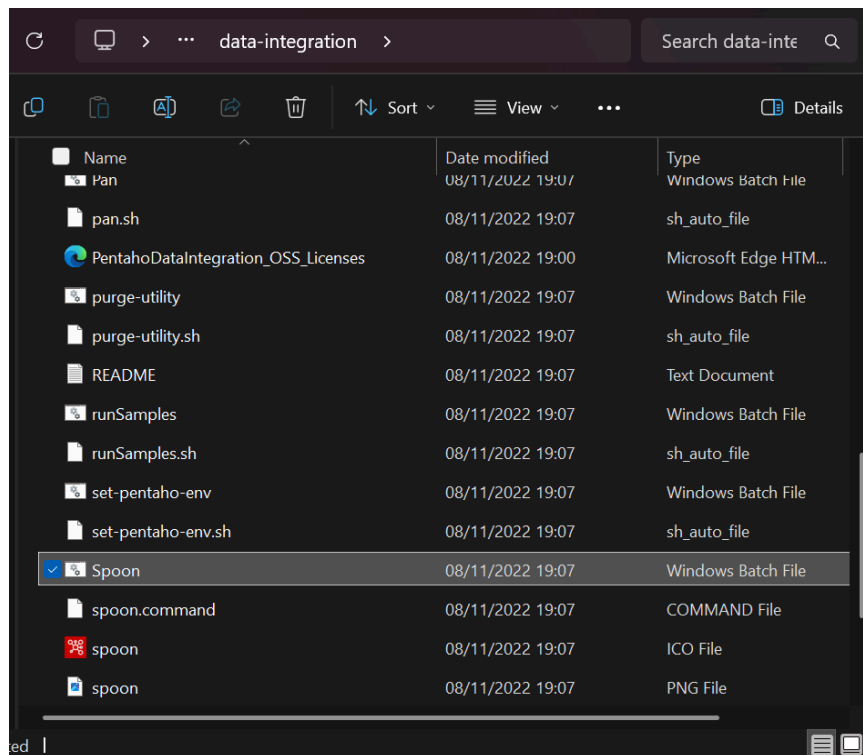 data-integration
Search data-inte
Sort
View
Details
Name Date modified Type
Pan 08/11/2022 19:07 Windows Batch File
pan.sh 08/11/2022 19:07 sh_auto_file
PentahoDataIntegration_OSS_Licenses 08/11/2022 19:00 Microsoft Edge HTM...
purge-utility 08/11/2022 19:07 Windows Batch File
purge-utility.sh 08/11/2022 19:07 sh_auto_file
README 08/11/2022 19:07 Text Document
runSamples 08/11/2022 19:07 Windows Batch File
runSamples.sh 08/11/2022 19:07 sh_auto_file
set-pentaho-env 08/11/2022 19:07 Windows Batch File
set-pentaho-env.sh 08/11/2022 19:07 sh_auto_file
Spoon 08/11/2022 19:07 Windows Batch File
spoon.command 08/11/2022 19:07 COMMAND File
spoon 08/11/2022 19:07 ICO File
spoon 08/11/2022 19:07 PNG File